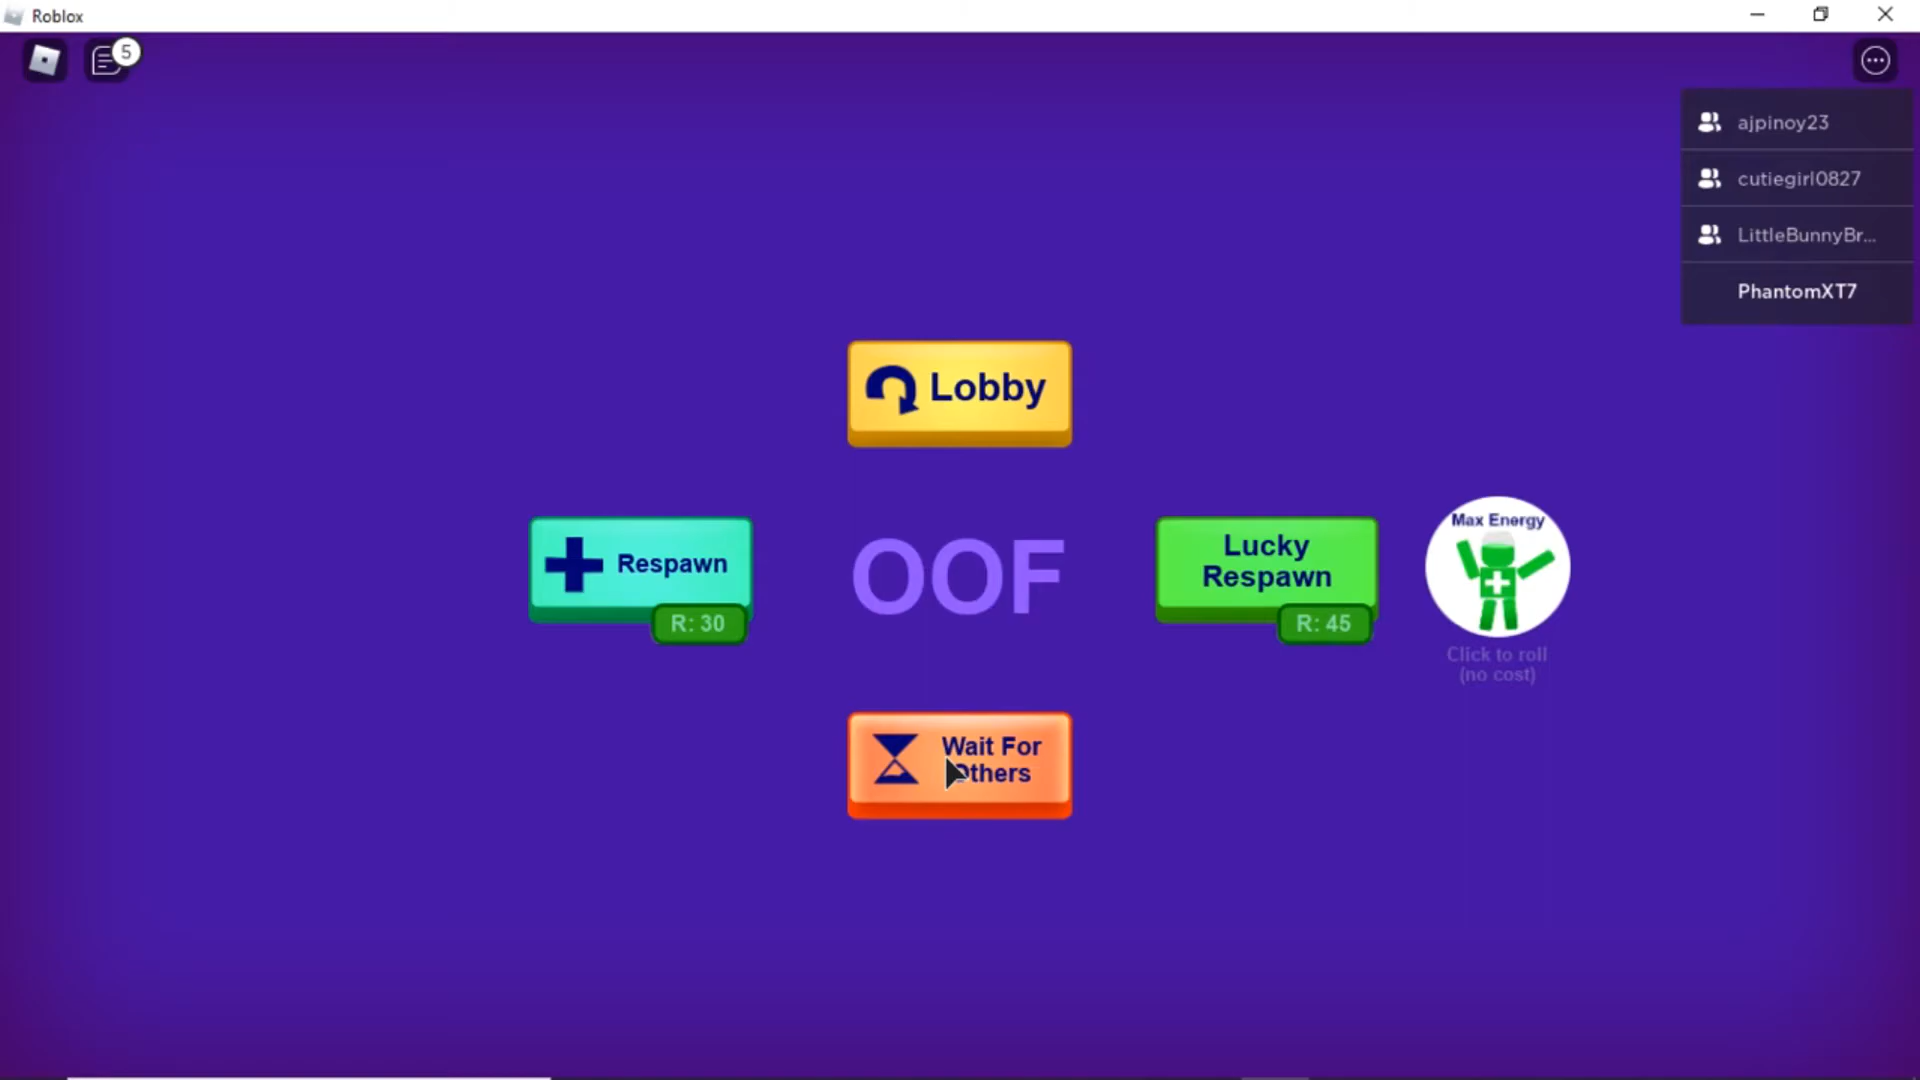 Roblox
5
ajpinoy23
cutiegirl0827
LittleBunnyBr...
PhantomXT7
Lobby
Respawn
R: 30
OOF
Lucky
Respawn
R: 45
Max Energy
Click to roll
(no cost)
Wait For
Others